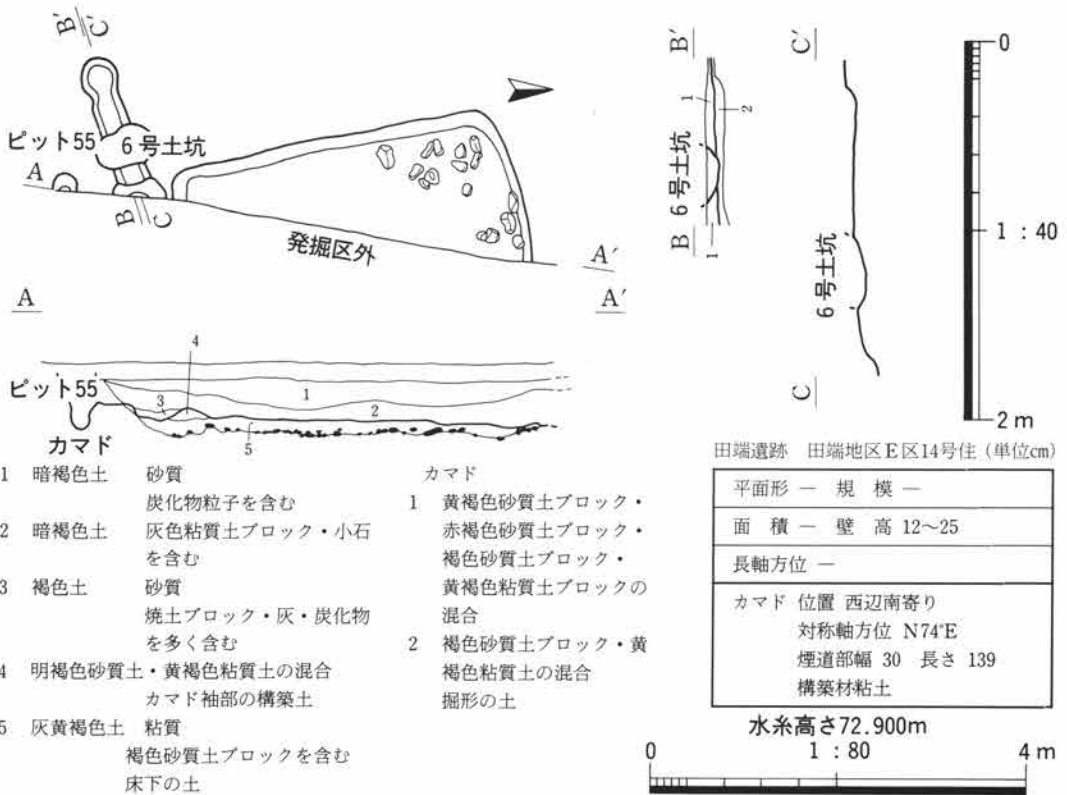 B' C'
ピット55
6号土坑
A
B C
発掘区外
A'
B'
1
2
6号土坑
B
1
C'
6号土坑
C
0
1:40
2m
A
A'
4
ピット55
1
3
2
カマド
5
1 暗褐色土 砂質
炭化物粒子を含む
2 暗褐色土 灰色粘質土ブロック・小石
を含む
3 褐色土 砂質
焼土ブロック・灰・炭化物
を多く含む
4 明褐色砂質土・黄褐色粘質土の混合
カマド袖部の構築土
5 灰黄褐色土 粘質
褐色砂質土ブロックを含む
床下の土
カマド
1 黄褐色砂質土ブロック・
赤褐色砂質土ブロック・
褐色砂質土ブロック・
黄褐色粘質土ブロックの
混合
2 褐色砂質土ブロック・黄
褐色粘質土の混合
掘形の土
田端遺跡 田端地区E区14号住(単位cm)
平面形 ― 規模 ―
面積 ― 壁高 12〜25
長軸方位 ―
カマド 位置 西辺南寄り
対称軸方位 N74°E
煙道部幅 30 長さ 139
構築材粘土
水糸高さ72.900m
0 1:80 4m